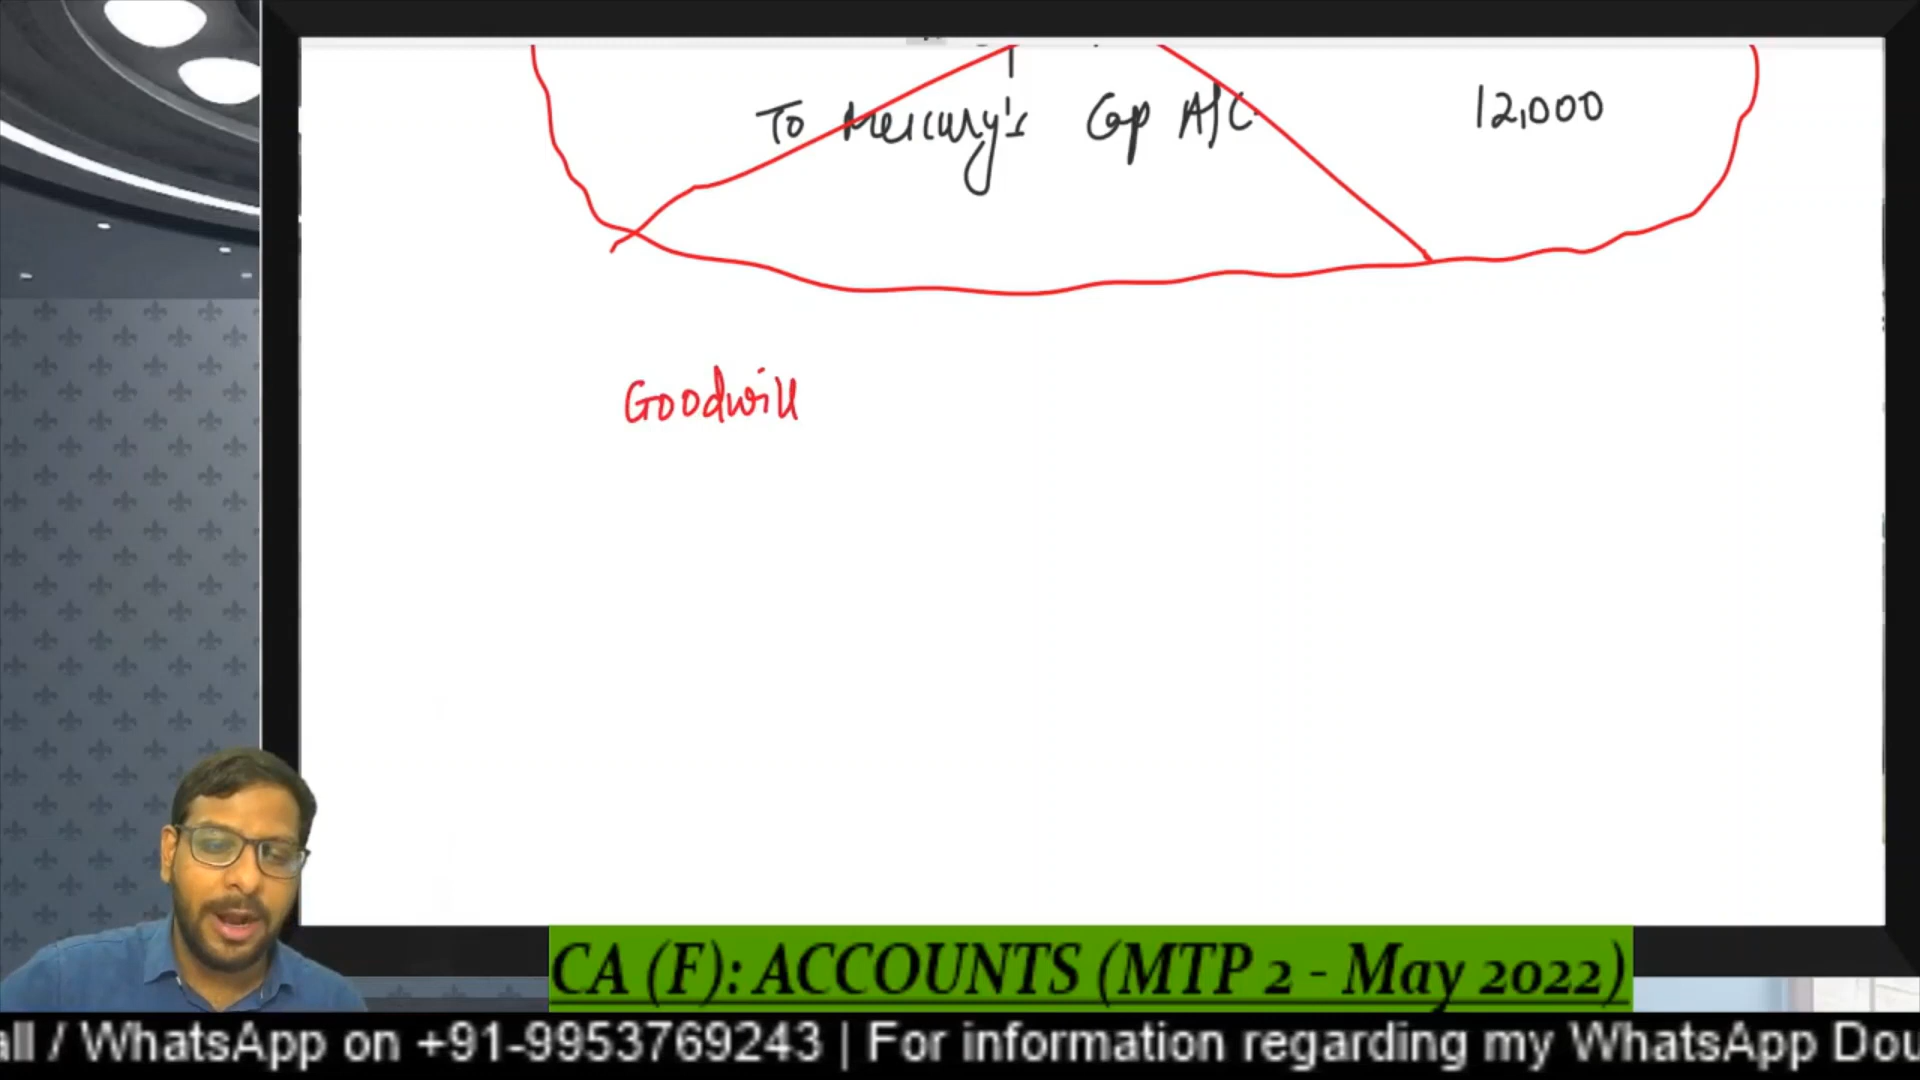 To Mercury's Cap A/C 12,000
Goodwill
CA (F): ACCOUNTS (MTP 2 - May 2022)
all / WhatsApp on +91-9953769243 | For information regarding my WhatsApp Dou